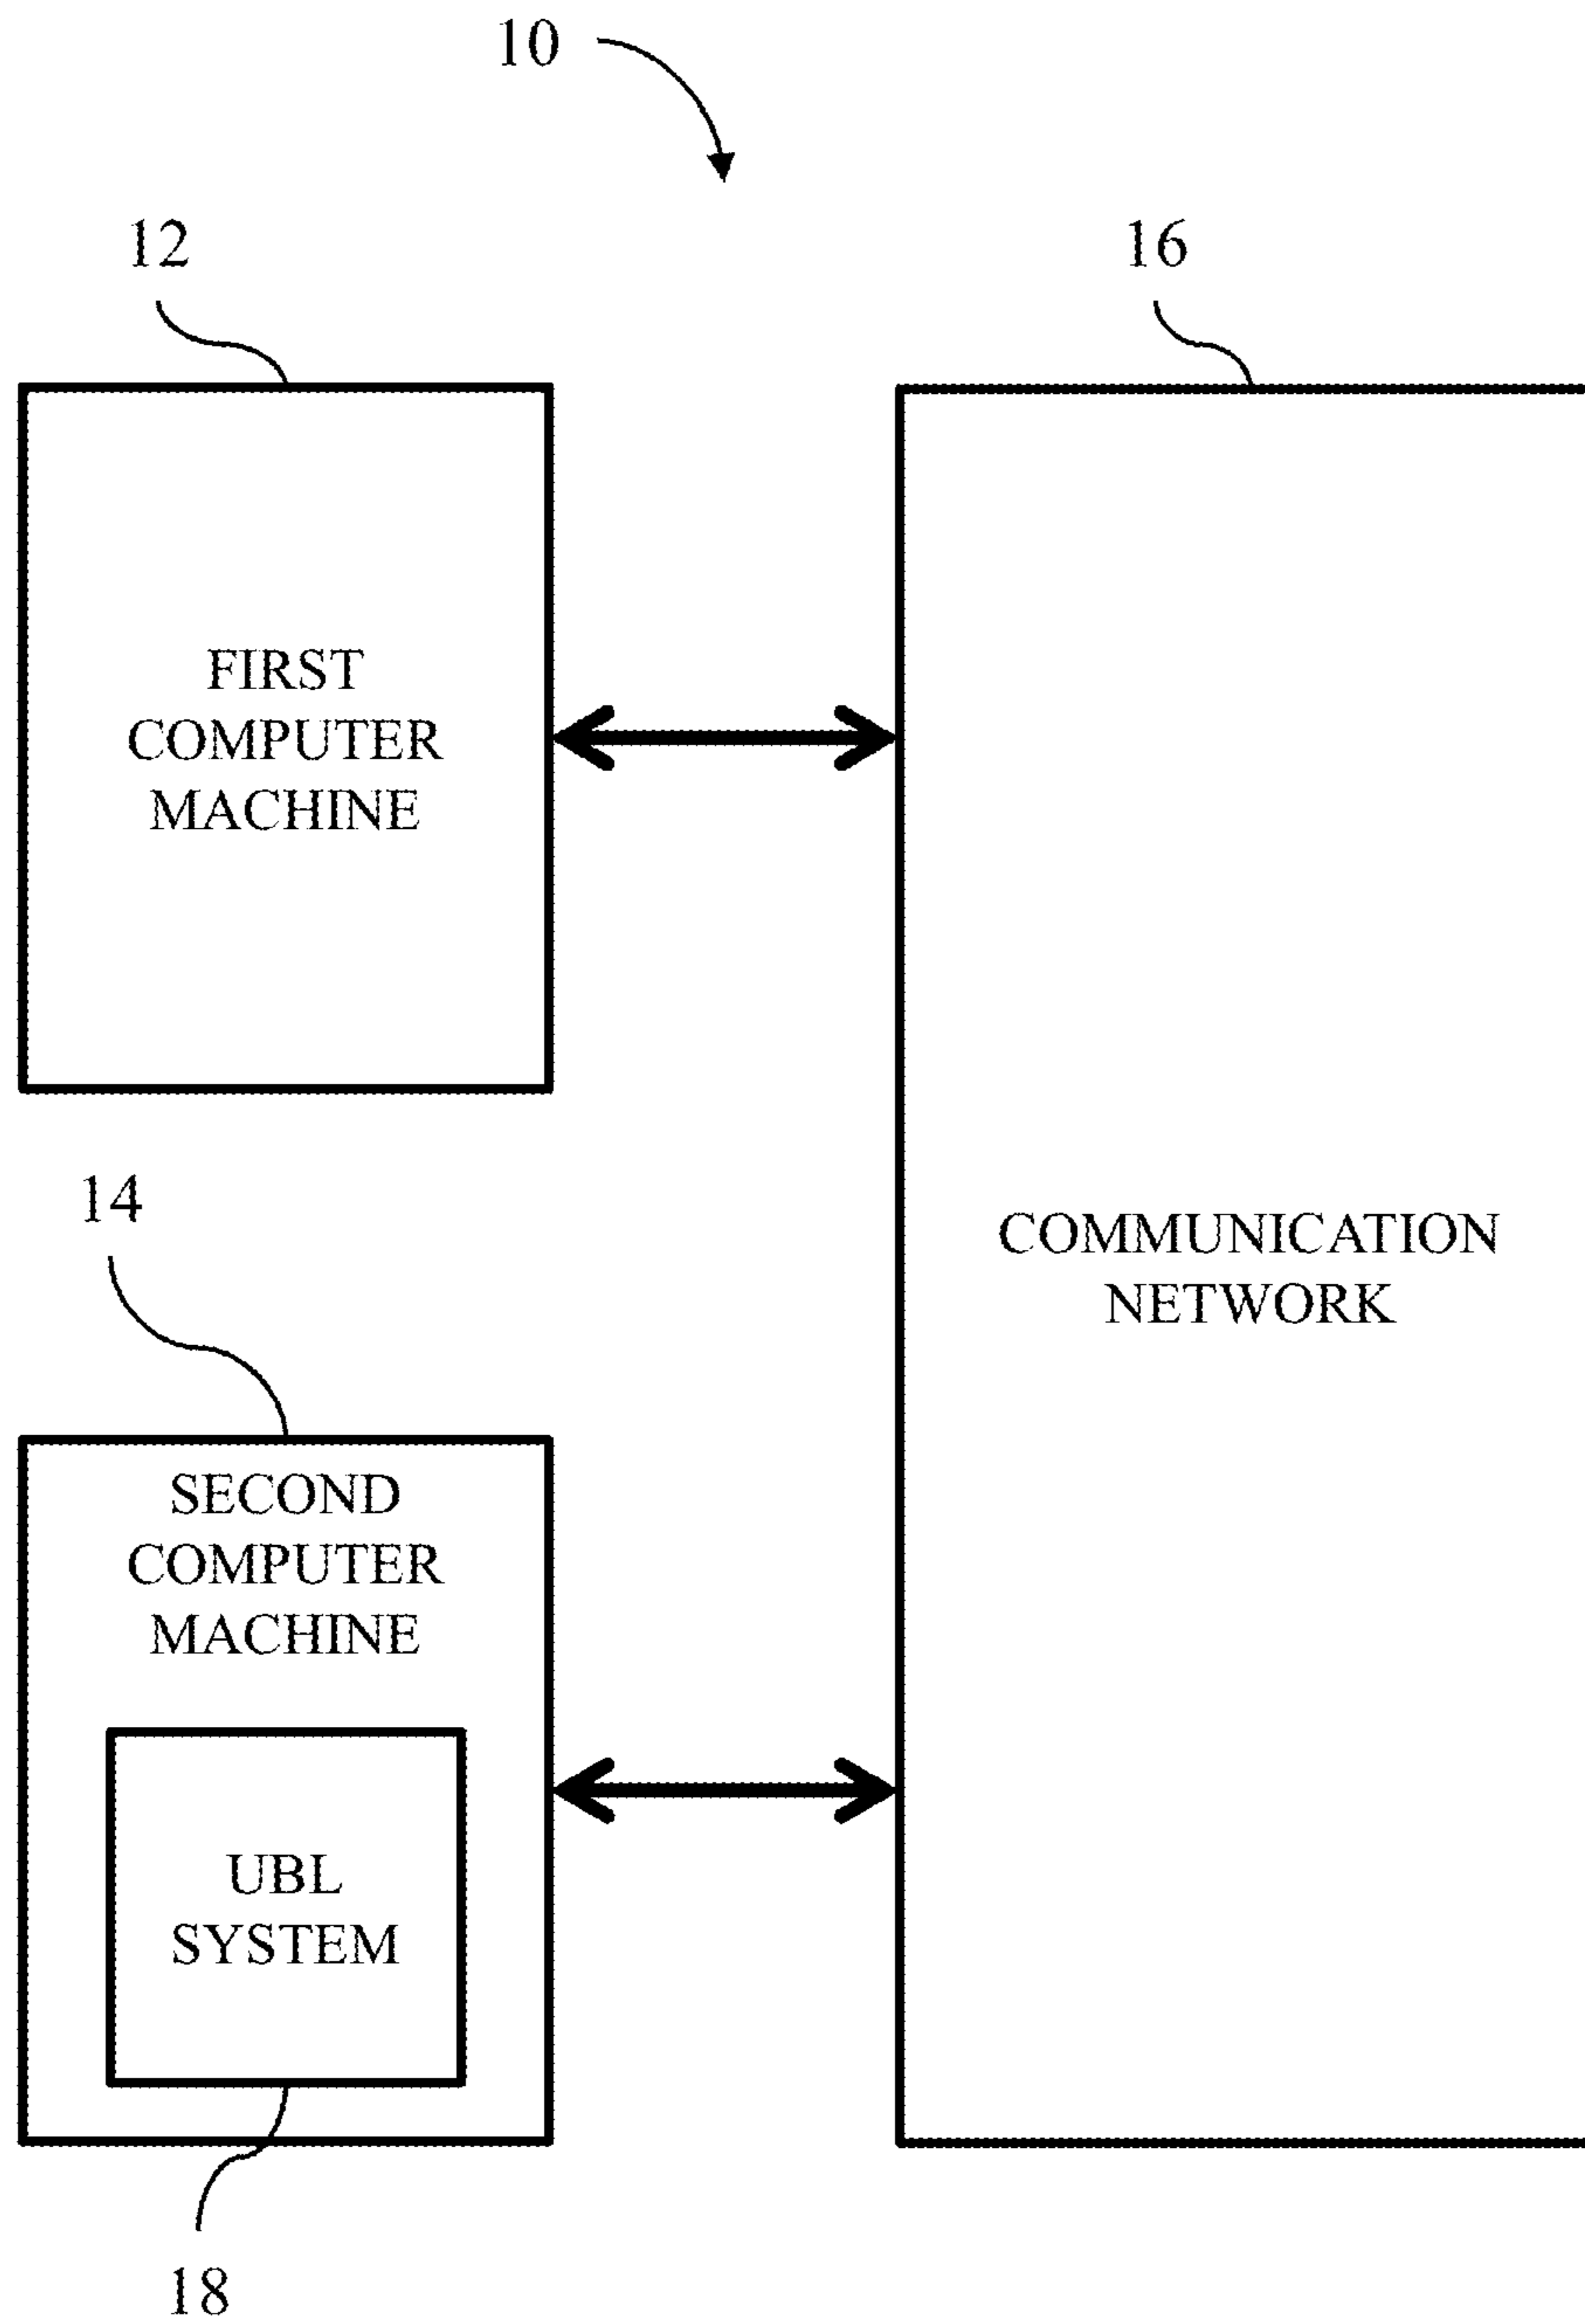 10
12
16
FIRST
COMPUTER
MACHINE
14
COMMUNICATION
NETWORK
SECOND
COMPUTER
MACHINE
UBL
SYSTEM
18